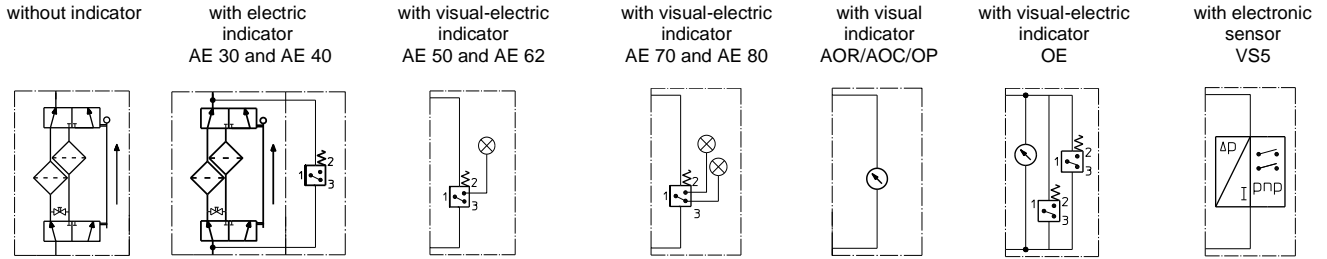 without indicator
with electric
indicator
AE 30 and AE 40
with visual-electric
indicator
AE 50 and AE 62
with visual-electric
indicator
AE 70 and AE 80
with visual
indicator
AOR/AOC/OP
with visual-electric
indicator
OE
with electronic
sensor
VS5
1 2 3
1 2 3
1 2 3
1 2 3
1 2 3
Δp
I
pnp